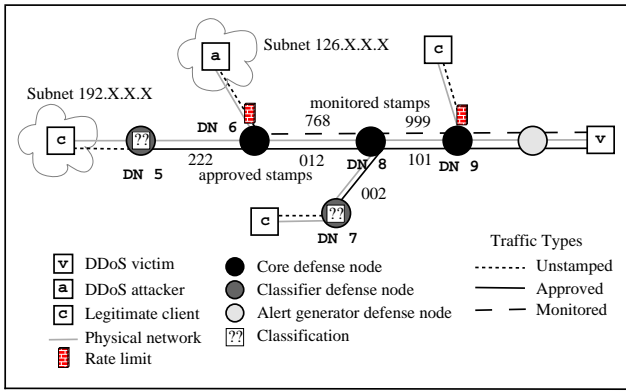 Subnet 126.X.X.X
a
c
Subnet 192.X.X.X
monitored stamps
DN 6
768
999
c
??
DN 5
222
approved stamps
012
DN 8
101
DN 9
v
002
c
??
DN 7
Traffic Types
v DDoS victim
Core defense node
Unstamped
a DDoS attacker
Classifier defense node
Approved
c Legitimate client
Alert generator defense node
Monitored
Physical network
?? Classification
Rate limit